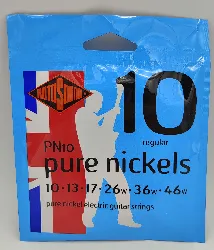 ROTOSOUND
10
regular
PN10
pure nickels
10·13·17·26w·36w·46w
pure nickel electric guitar strings